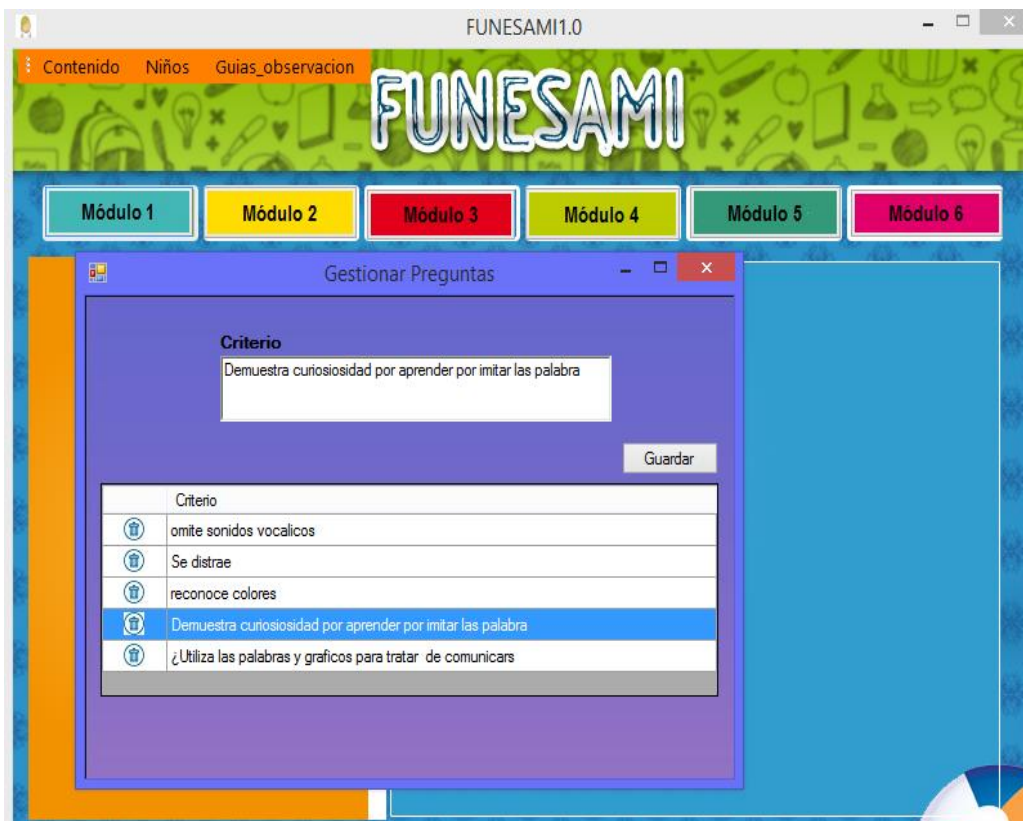 FUNESAMI1.0
Contenido Niños Guias_observacion
FUNESAMI
Módulo 1 Módulo 2 Módulo 3 Módulo 4 Módulo 5 Módulo 6
Gestionar Preguntas
Criterio
Demuestra curiosiosidad por aprender por imitar las palabra
Guardar
Criterio
omite sonidos vocalicos
Se distrae
reconoce colores
Demuestra curiosiosidad por aprender por imitar las palabra
¿Utiliza las palabras y graficos para tratar de comunicars